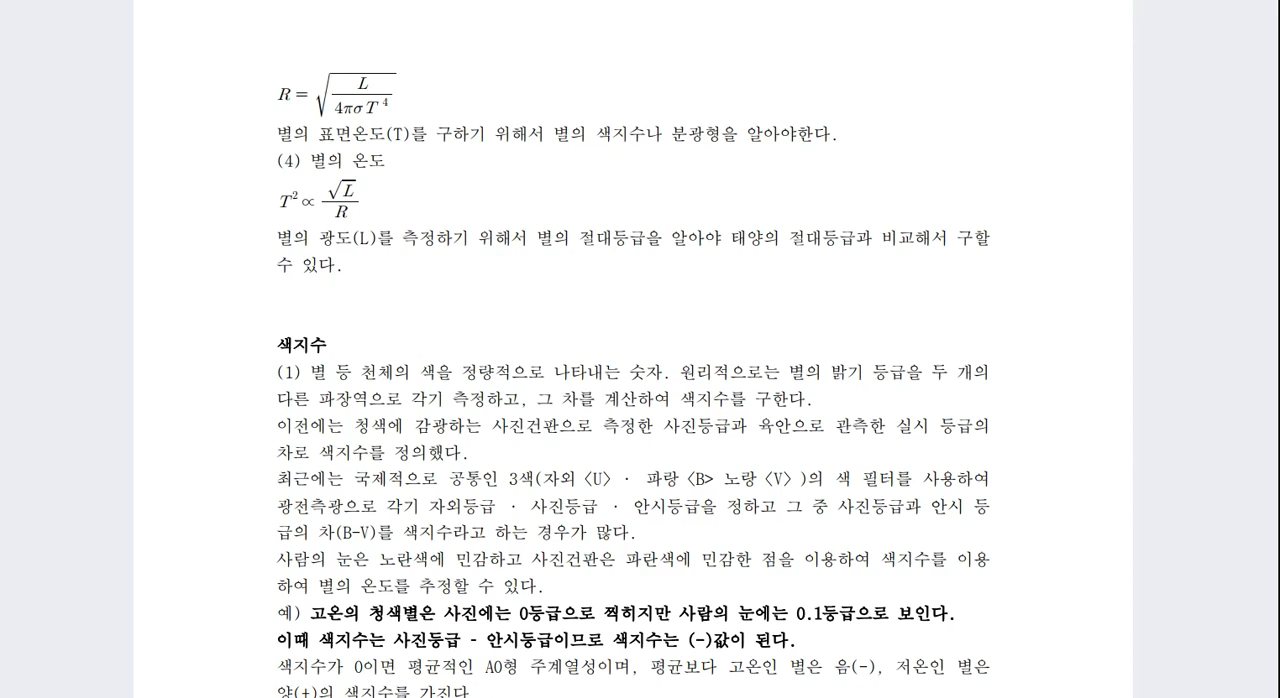 R = √(L / 4πσT⁴)
별의 표면온도(T)를 구하기 위해서 별의 색지수나 분광형을 알아야한다.
(4) 별의 온도
T² ∝ √L / R
별의 광도(L)를 측정하기 위해서 별의 절대등급을 알아야 태양의 절대등급과 비교해서 구할
수 있다.
색지수
(1) 별 등 천체의 색을 정량적으로 나타내는 숫자. 원리적으로는 별의 밝기 등급을 두 개의
다른 파장역으로 각기 측정하고, 그 차를 계산하여 색지수를 구한다.
이전에는 청색에 감광하는 사진건판으로 측정한 사진등급과 육안으로 관측한 실시 등급의
차로 색지수를 정의했다.
최근에는 국제적으로 공통인 3색(자외〈U〉· 파랑〈B> 노랑〈V〉)의 색 필터를 사용하여
광전측광으로 각기 자외등급 · 사진등급 · 안시등급을 정하고 그 중 사진등급과 안시 등
급의 차(B-V)를 색지수라고 하는 경우가 많다.
사람의 눈은 노란색에 민감하고 사진건판은 파란색에 민감한 점을 이용하여 색지수를 이용
하여 별의 온도를 추정할 수 있다.
예) 고온의 청색별은 사진에는 0등급으로 찍히지만 사람의 눈에는 0.1등급으로 보인다.
이때 색지수는 사진등급 - 안시등급이므로 색지수는 (-)값이 된다.
색지수가 0이면 평균적인 A0형 주계열성이며, 평균보다 고온인 별은 음(-), 저온인 별은
양(+)의 색지수를 가진다